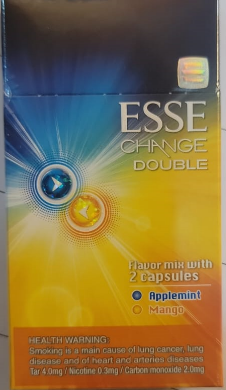 ESSE
CHANGE
DOUBLE
Flavor mix with
2 capsules
Applemint
Mango
HEALTH WARNING:
Smoking is a main cause of lung cancer, lung
disease and of heart and arteries diseases.
Tar 4.0mg / Nicotine 0.3mg / Carbon monoxide 2.0mg